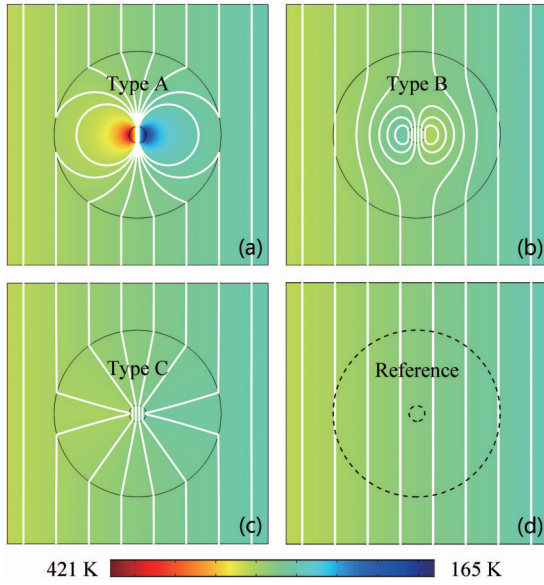 Type A
(a)
Type B
(b)
Type C
(c)
Reference
(d)
421 K
165 K